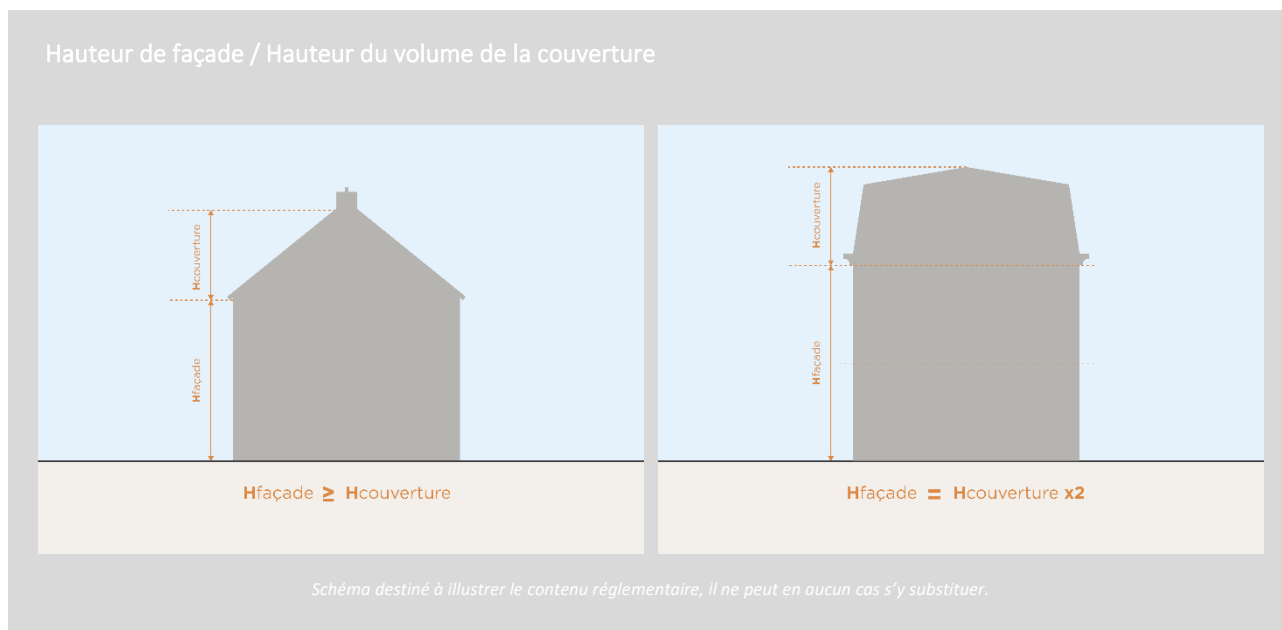 Hauteur de façade / Hauteur du volume de la couverture
Hcouverture
Hfaçade
Hfaçade ≥ Hcouverture
Hcouverture
Hfaçade
Hfaçade = Hcouverture x2
Schéma destiné à illustrer le contenu réglementaire, il ne peut en aucun cas s’y substituer.